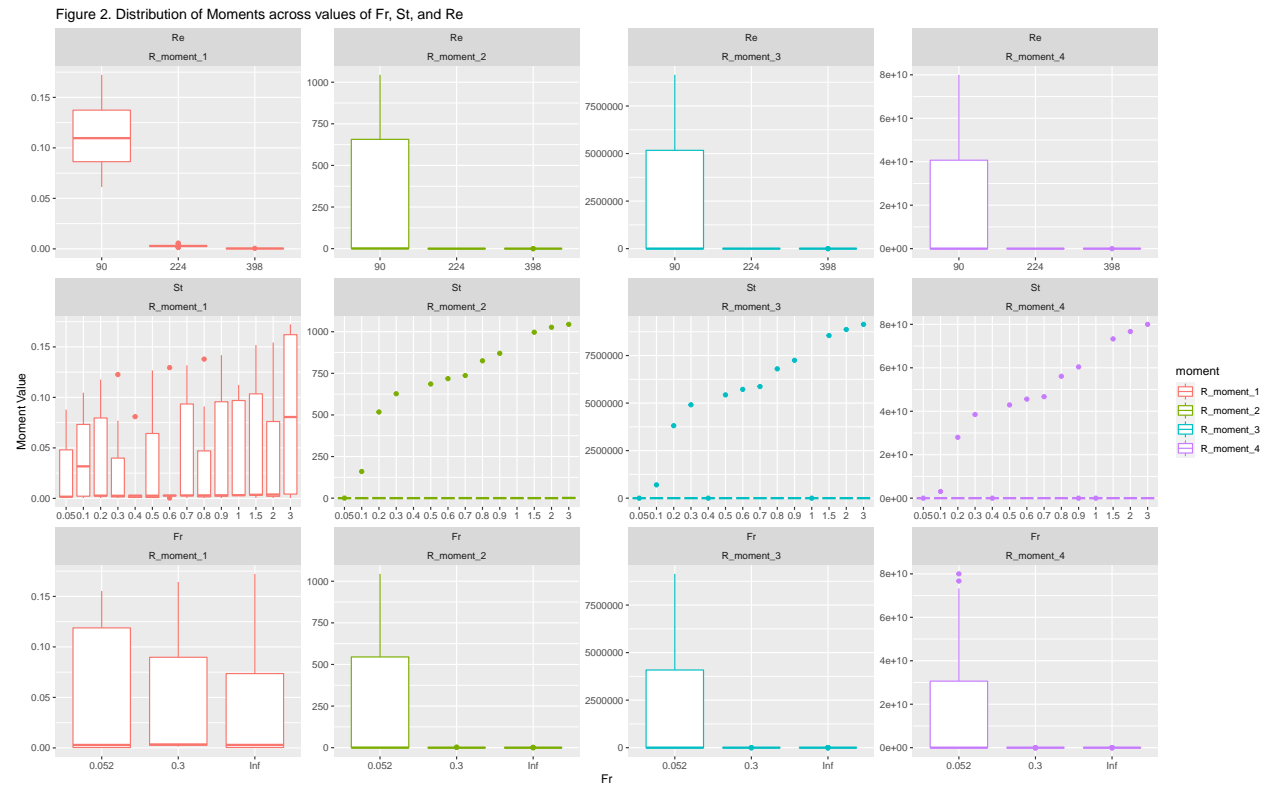 Figure 2. Distribution of Moments across values of Fr, St, and Re
Re Re Re Re
R_moment_1 R_moment_2 R_moment_3 R_moment_4
0.15 0.10 0.05 0.00
1000 750 500 250 0
7500000 5000000 2500000 0
8e+10 6e+10 4e+10 2e+10 0e+00
90 224 398 90 224 398 90 224 398 90 224 398
St St St St
R_moment_1 R_moment_2 R_moment_3 R_moment_4
Moment Value
0.15 0.10 0.05 0.00
1000 750 500 250 0
7500000 5000000 2500000 0
8e+10 6e+10 4e+10 2e+10 0e+00
0.05 0.1 0.2 0.3 0.4 0.5 0.6 0.7 0.8 0.9 1 1.5 2 3 0.05 0.1 0.2 0.3 0.4 0.5 0.6 0.7 0.8 0.9 1 1.5 2 3 0.05 0.1 0.2 0.3 0.4 0.5 0.6 0.7 0.8 0.9 1 1.5 2 3 0.05 0.1 0.2 0.3 0.4 0.5 0.6 0.7 0.8 0.9 1 1.5 2 3
Fr Fr Fr Fr
R_moment_1 R_moment_2 R_moment_3 R_moment_4
0.15 0.10 0.05 0.00
1000 750 500 250 0
7500000 5000000 2500000 0
8e+10 6e+10 4e+10 2e+10 0e+00
0.052 0.3 Inf 0.052 0.3 Inf 0.052 0.3 Inf 0.052 0.3 Inf
Fr
moment
R_moment_1
R_moment_2
R_moment_3
R_moment_4